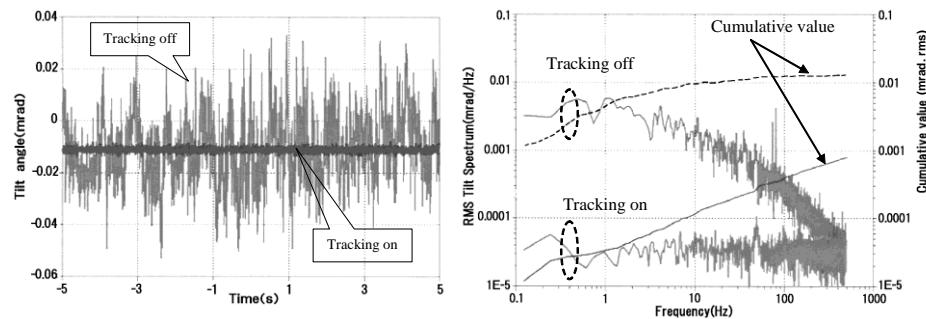 0.04
0.02
0
-0.02
-0.04
-0.06
Tilt angle(mrad)
Tracking off
Tracking on
-5
-3
-1
1
3
5
Time(s)
0.1
0.01
0.001
0.0001
1E-5
RMS Tilt Spectrum(mrad/Hz)
Cumulative value
Tracking off
Tracking on
0.1
1
10
100
1000
Frequency(Hz)
0.1
0.01
0.001
0.0001
1E-5
Cumulative value (mrad. rms)